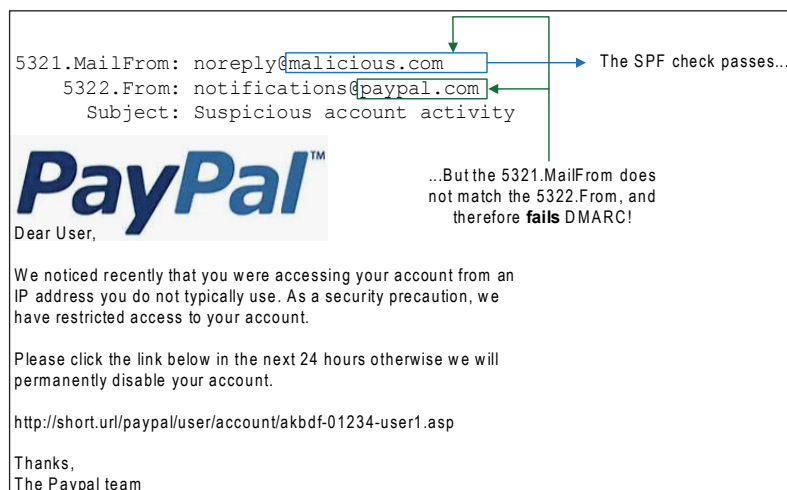 5321.MailFrom: noreply@malicious.com
The SPF check passes...
5322.From: notifications@paypal.com
Subject: Suspicious account activity
PayPal™
...But the 5321.MailFrom does
not match the 5322.From, and
therefore fails DMARC!
Dear User,
We noticed recently that you were accessing your account from an
IP address you do not typically use. As a security precaution, we
have restricted access to your account.
Please click the link below in the next 24 hours otherwise we will
permanently disable your account.
http://short.url/paypal/user/account/akbdf-01234-user1.asp
Thanks,
The Paypal team